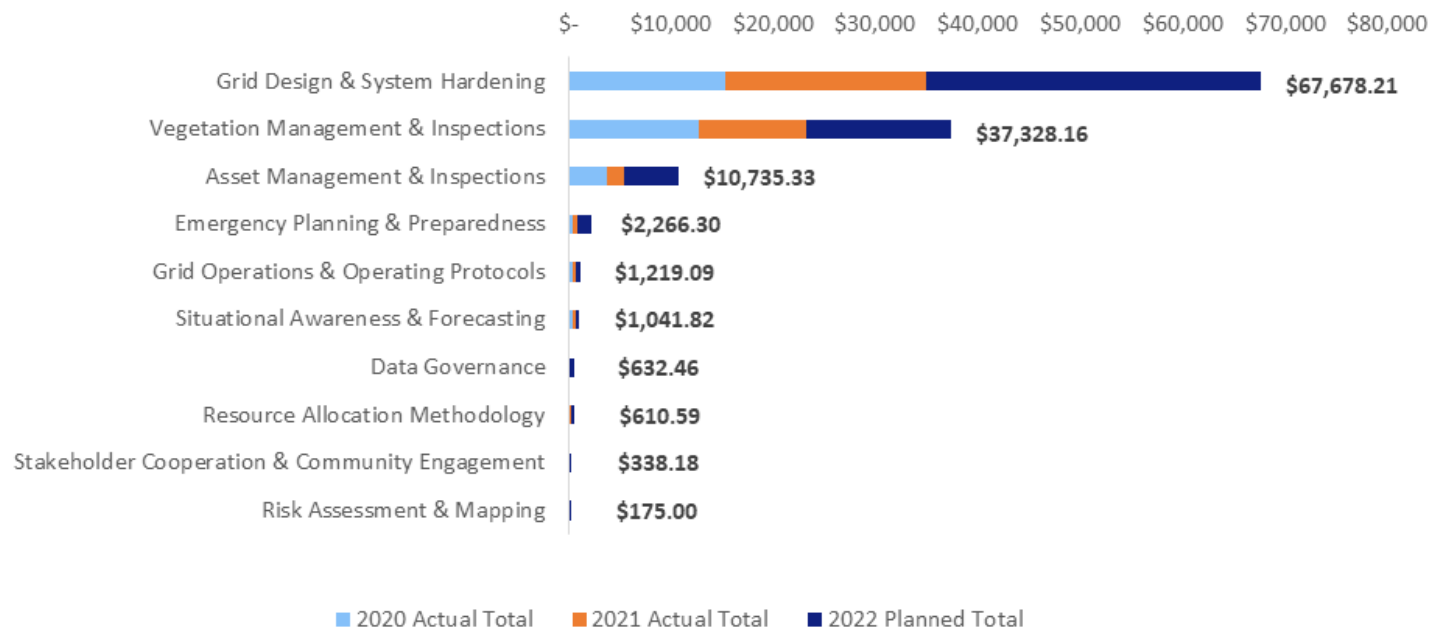 $- $10,000 $20,000 $30,000 $40,000 $50,000 $60,000 $70,000 $80,000
Grid Design & System Hardening $67,678.21
Vegetation Management & Inspections $37,328.16
Asset Management & Inspections $10,735.33
Emergency Planning & Preparedness $2,266.30
Grid Operations & Operating Protocols $1,219.09
Situational Awareness & Forecasting $1,041.82
Data Governance $632.46
Resource Allocation Methodology $610.59
Stakeholder Cooperation & Community Engagement $338.18
Risk Assessment & Mapping $175.00
2020 Actual Total 2021 Actual Total 2022 Planned Total